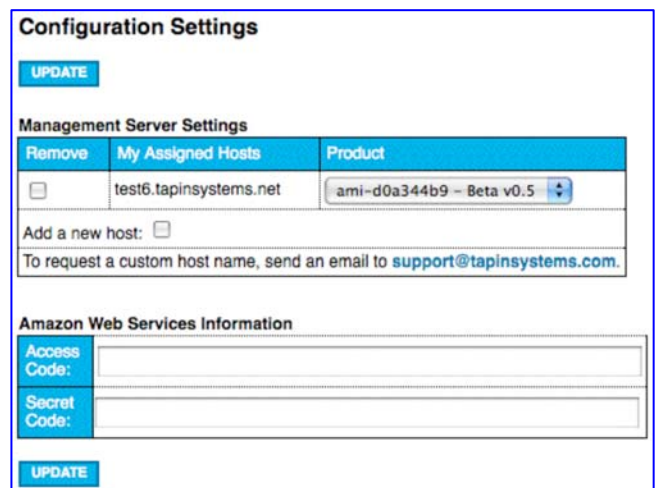 Configuration Settings
UPDATE
Management Server Settings
Remove My Assigned Hosts Product
test6.tapinsystems.net ami-d0a344b9 - Beta v0.5
Add a new host:
To request a custom host name, send an email to support@tapinsystems.com.
Amazon Web Services Information
Access
Code:
Secret
Code:
UPDATE